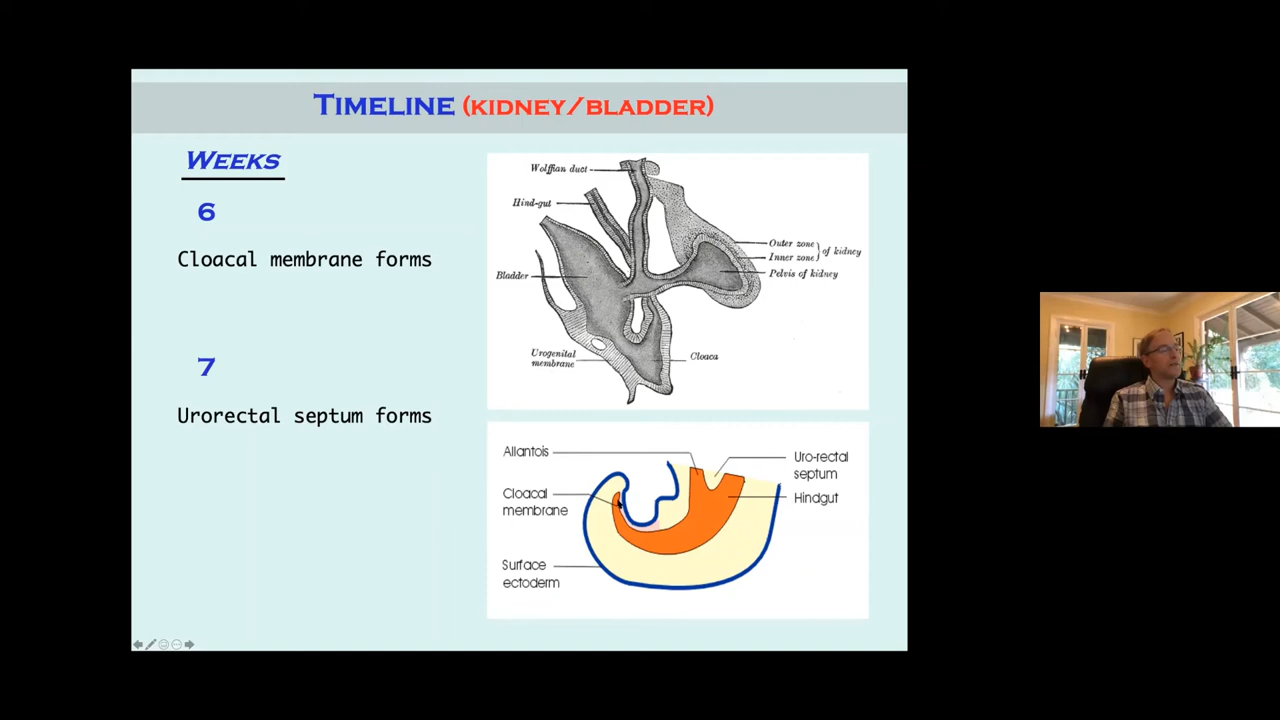 TIMELINE (KIDNEY/BLADDER)
WEEKS
6
Cloacal membrane forms
7
Urorectal septum forms
Wolffian duct
Hind-gut
Bladder
Urogenital
membrane
Outer zone
Inner zone
of kidney
Pelvis of kidney
Cloaca
Allantois
Cloacal
membrane
Surface
ectoderm
Uro-rectal
septum
Hindgut